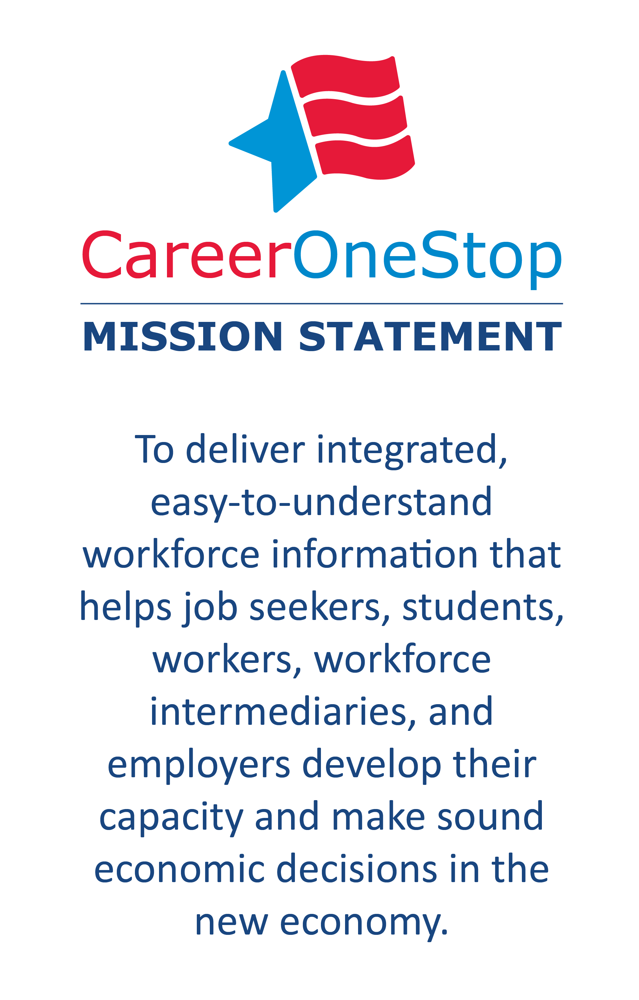 CareerOneStop
MISSION STATEMENT
To deliver integrated,
easy-to-understand
workforce information that
helps job seekers, students,
workers, workforce
intermediaries, and
employers develop their
capacity and make sound
economic decisions in the
new economy.